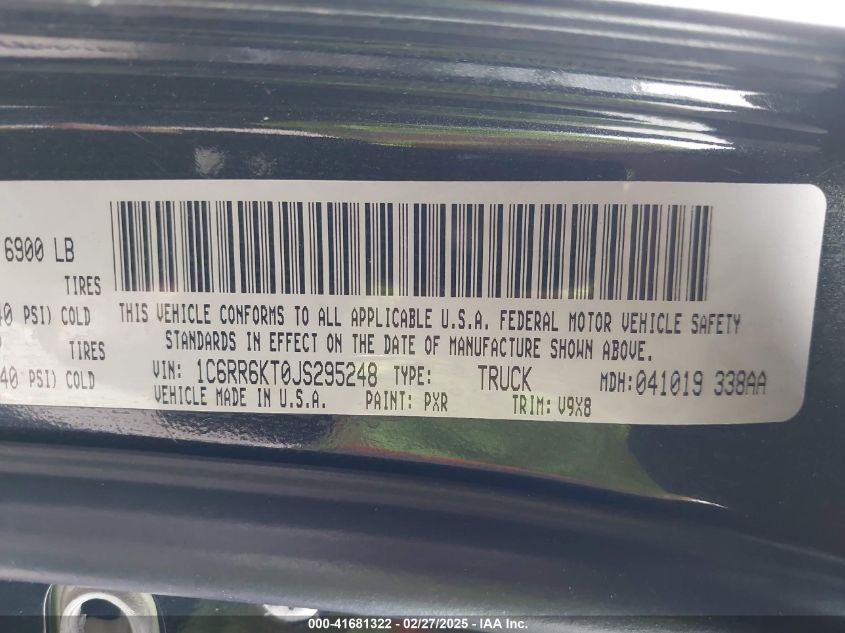 6900 LB
TIRES
40 PSI) COLD
THIS VEHICLE CONFORMS TO ALL APPLICABLE U.S.A. FEDERAL MOTOR VEHICLE SAFETY
STANDARDS IN EFFECT ON THE DATE OF MANUFACTURE SHOWN ABOVE.
TIRES
40 PSI) COLD
VIN: 1C6RR6KT0JS295248 TYPE: TRUCK MDH:041019 338AA
VEHICLE MADE IN U.S.A. PAINT: PXR TRIM: V9X8
000-41681322 - 02/27/2025 - IAA Inc.